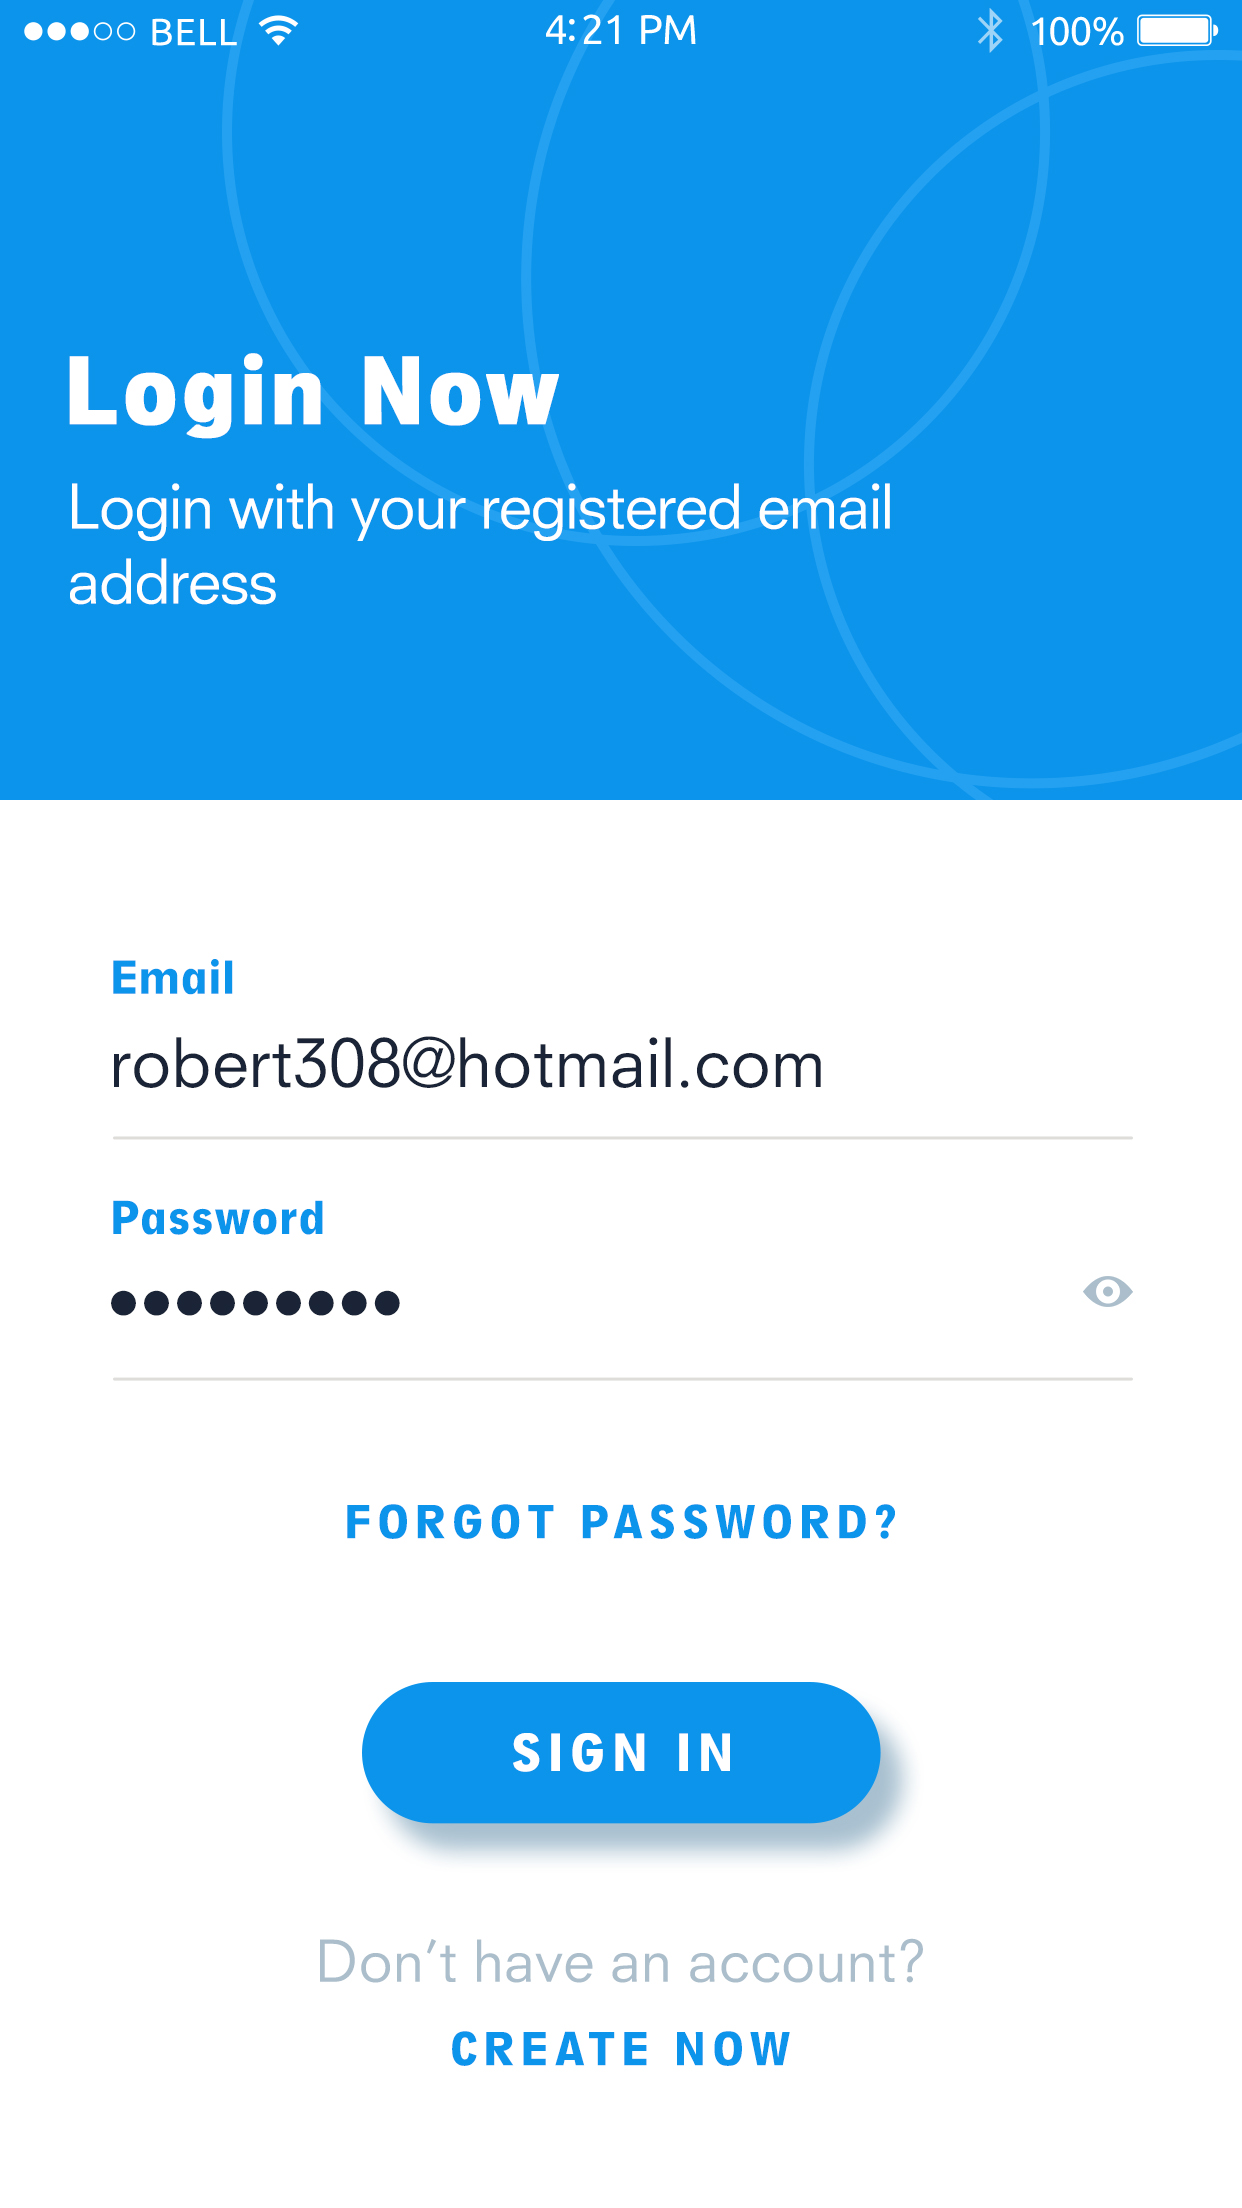 BELL 4:21 PM 100%
Login Now
Login with your registered email
address
Email
robert308@hotmail.com
Password
●●●●●●●●●
FORGOT PASSWORD?
SIGN IN
Don’t have an account?
CREATE NOW